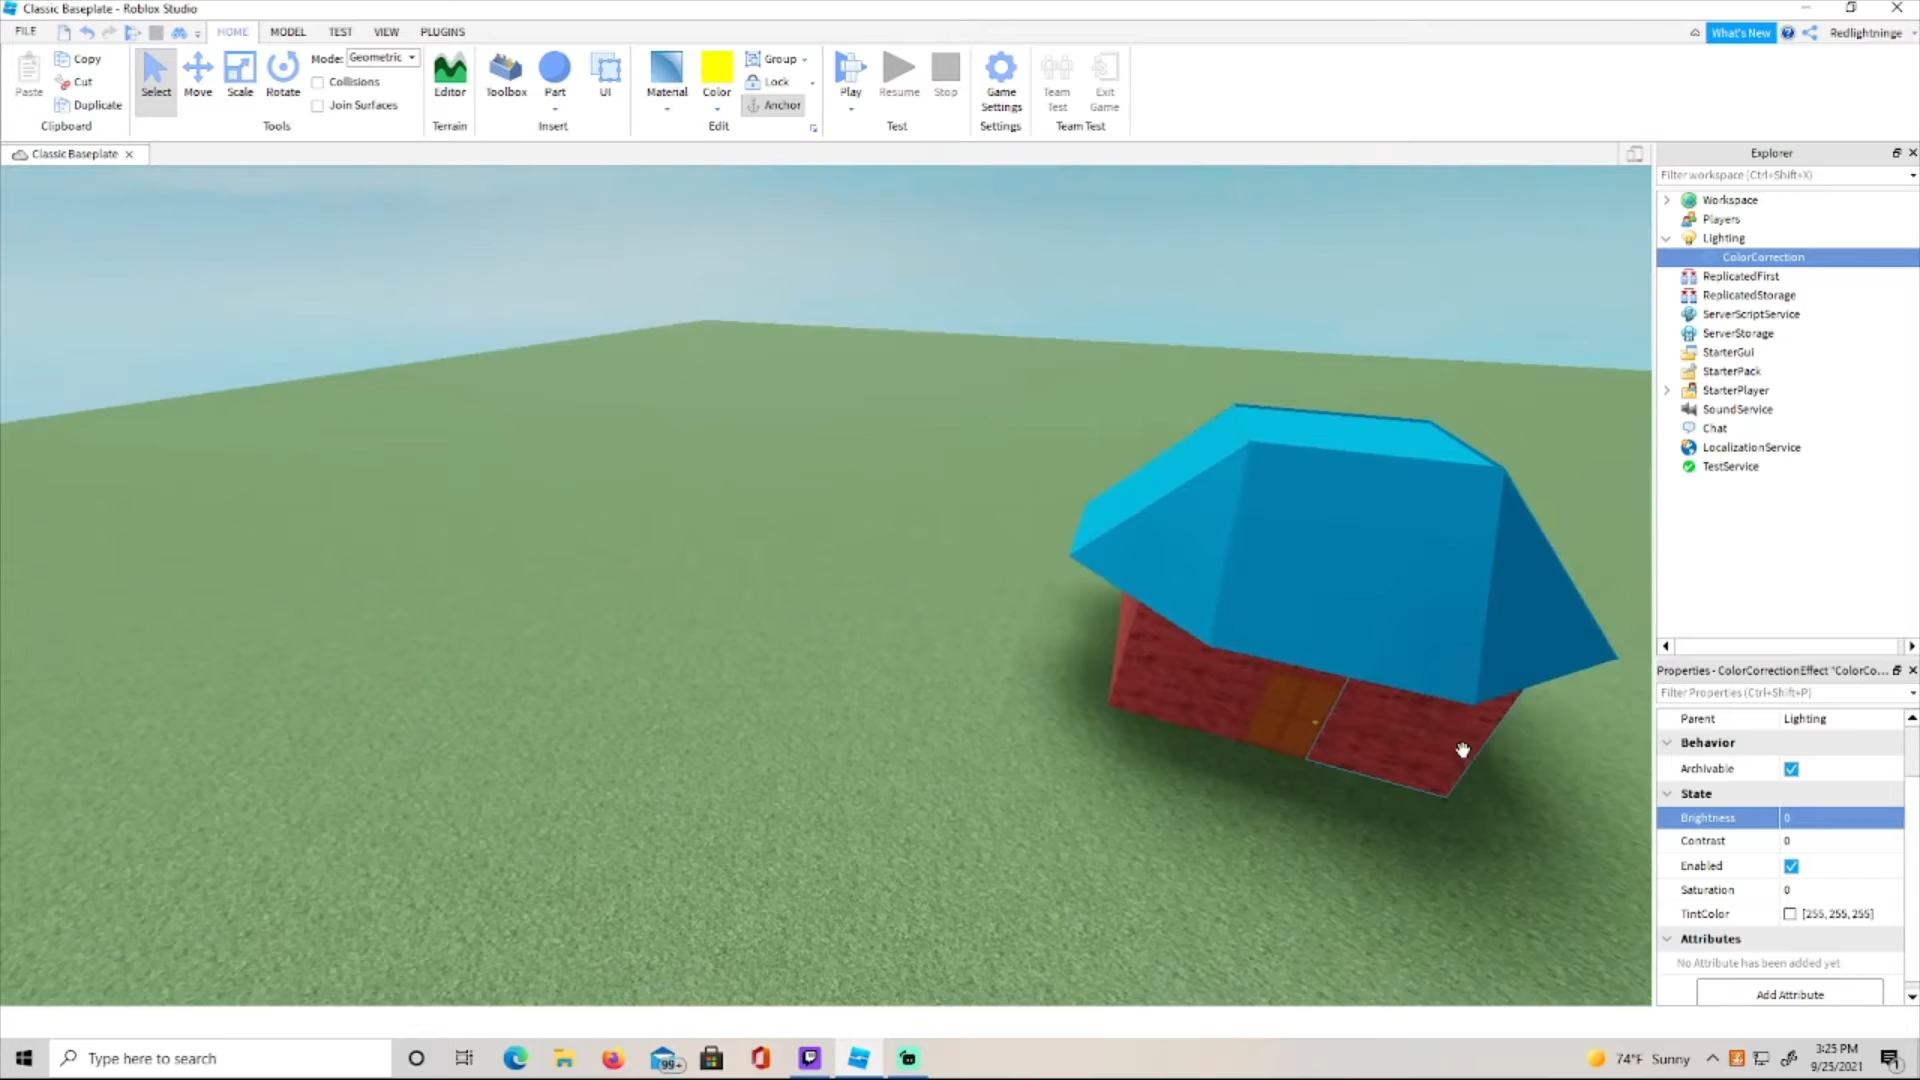 Classic Baseplate - Roblox Studio
FILE HOME MODEL TEST VIEW PLUGINS What's New Redlightninge
Paste Copy Cut Duplicate Clipboard
Select Move Scale Rotate Mode: Geometric Collisions Join Surfaces Tools
Editor Terrain
Toolbox Part UI Insert
Material Color Group Lock Anchor Edit
Play Resume Stop Test
Game Settings Settings
Team Test Exit Game Team Test
Classic Baseplate
Explorer
Filter workspace (Ctrl+Shift+X)
Workspace
Players
Lighting
ColorCorrection
ReplicatedFirst
ReplicatedStorage
ServerScriptService
ServerStorage
StarterGui
StarterPack
StarterPlayer
SoundService
Chat
LocalizationService
TestService
Properties - ColorCorrectionEffect "ColorCo...
Filter Properties (Ctrl+Shift+P)
Parent Lighting
Behavior
Archivable
State
Brightness 0
Contrast 0
Enabled
Saturation 0
TintColor [255, 255, 255]
Attributes
No Attribute has been added yet
Add Attribute
Type here to search
99+
74°F Sunny
3:25 PM
9/25/2021
1